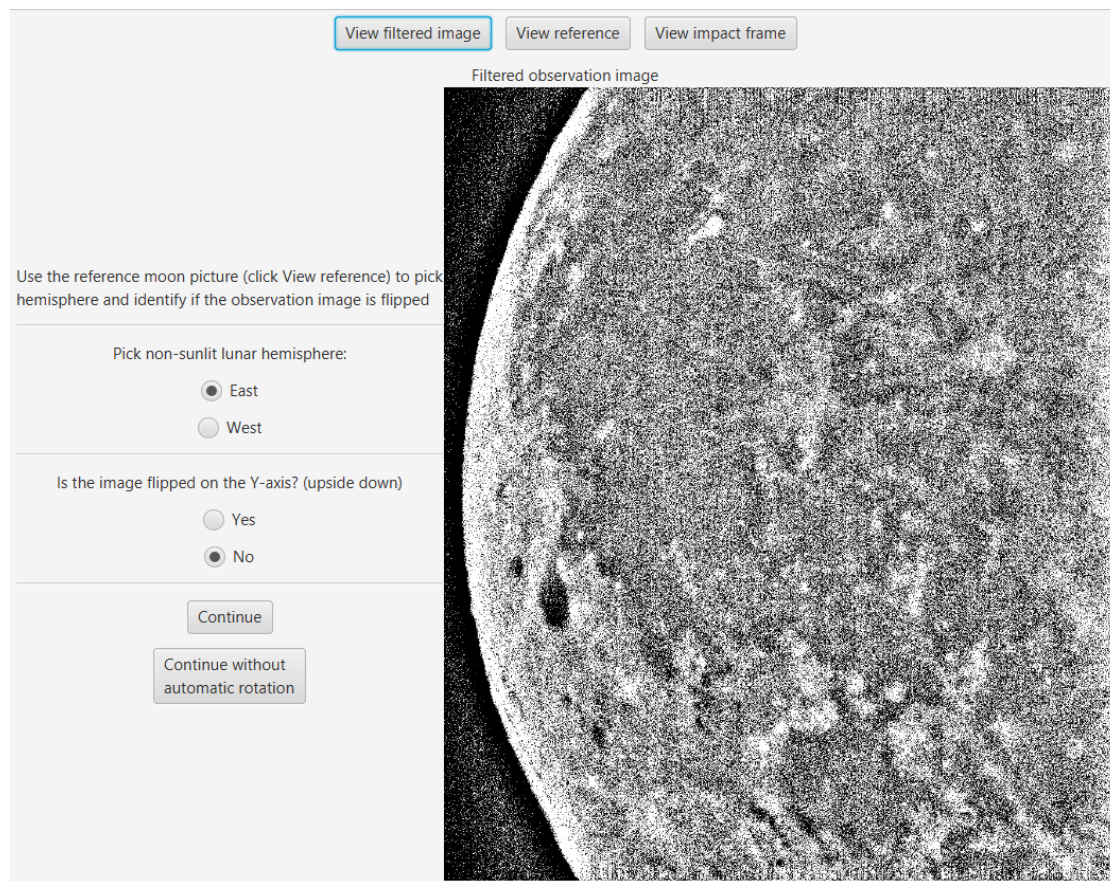 View filtered image View reference View impact frame
Filtered observation image
Use the reference moon picture (click View reference) to pick
hemisphere and identify if the observation image is flipped
Pick non-sunlit lunar hemisphere:
East
West
Is the image flipped on the Y-axis? (upside down)
Yes
No
Continue
Continue without
automatic rotation